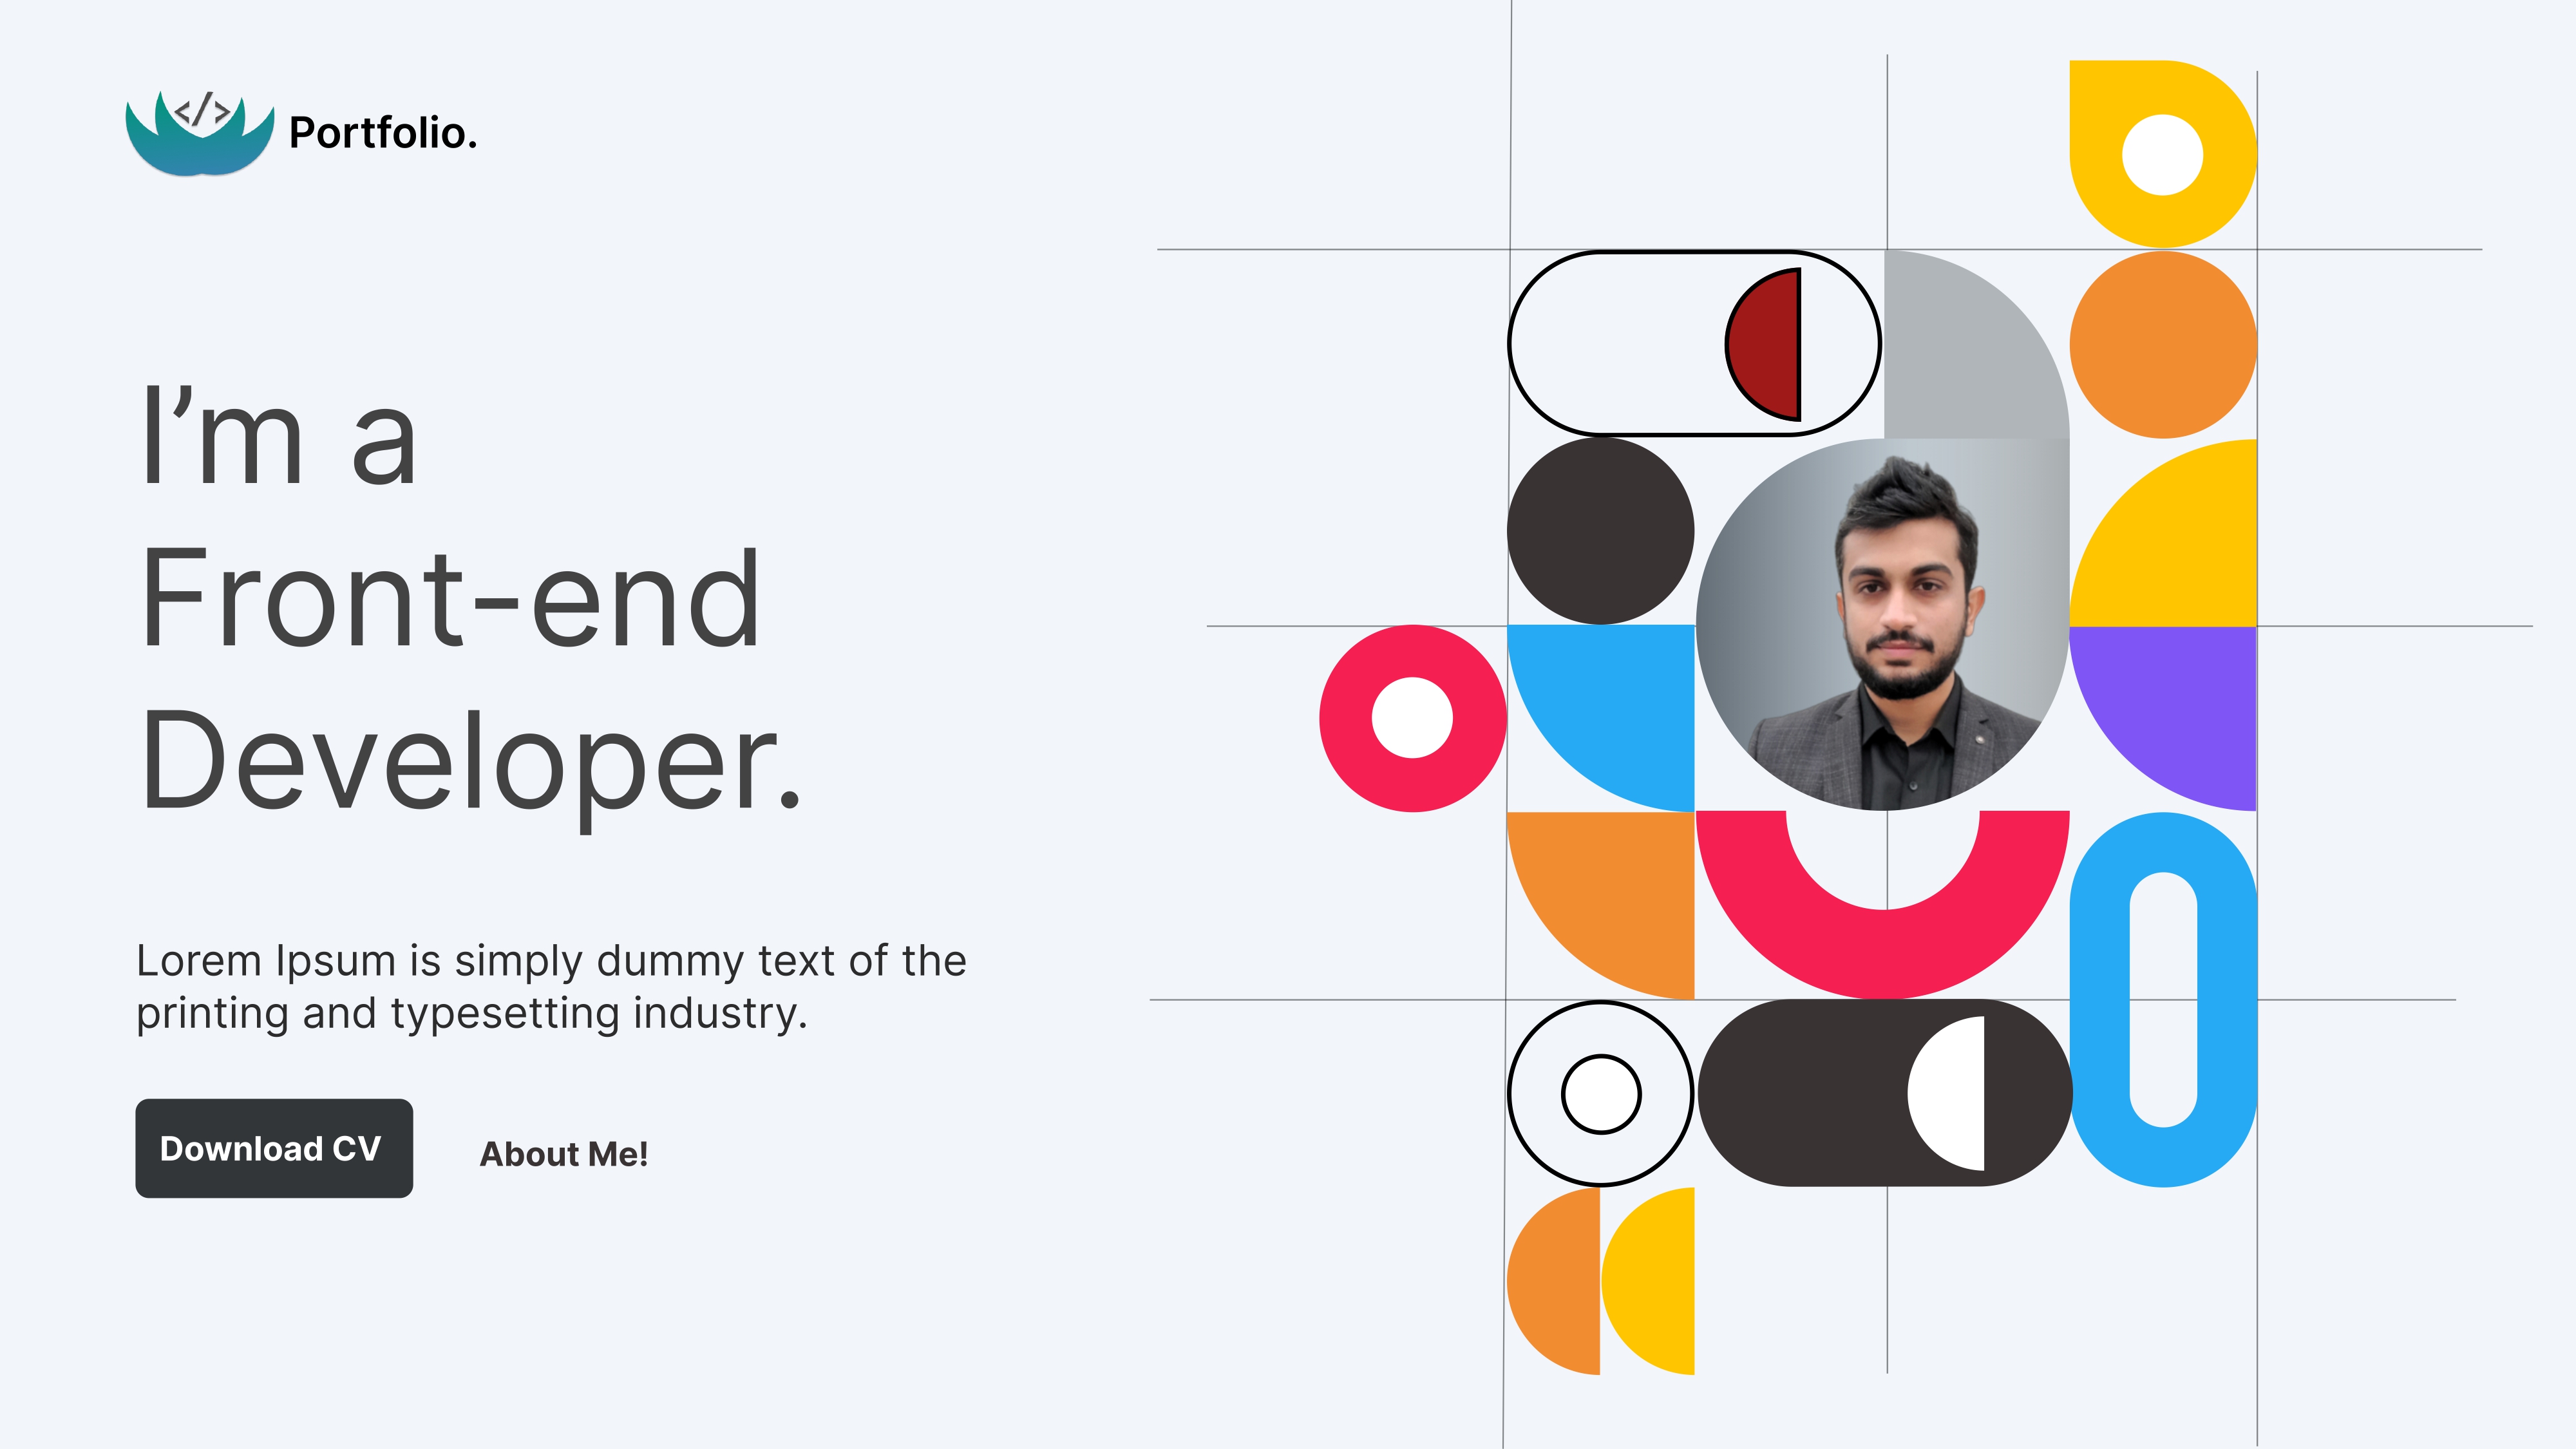 </>
Portfolio.
I’m a
Front-end
Developer.
Lorem Ipsum is simply dummy text of the
printing and typesetting industry.
Download CV
About Me!